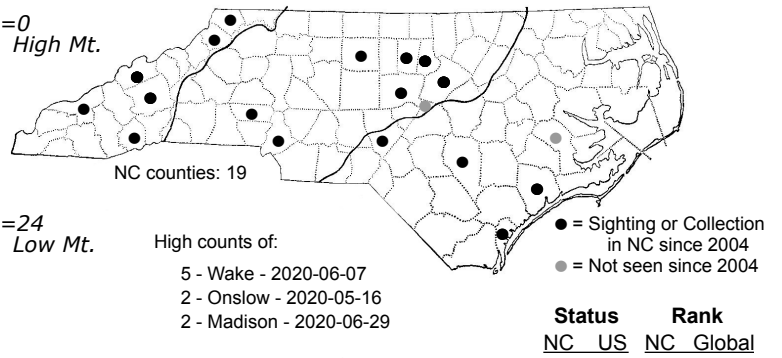 =0
High Mt.
NC counties: 19
=24
Low Mt.
High counts of:
5 - Wake - 2020-06-07
2 - Onslow - 2020-05-16
2 - Madison - 2020-06-29
= Sighting or Collection
in NC since 2004
= Not seen since 2004
Status Rank
NC US NC Global